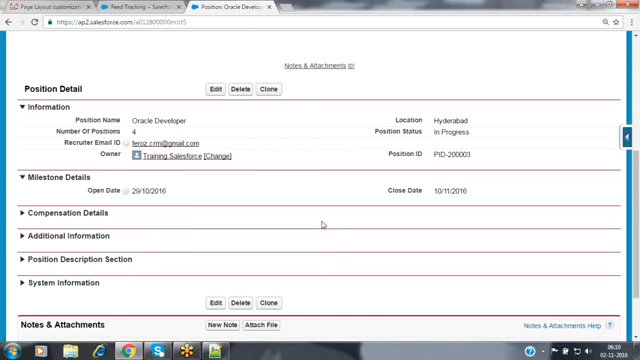 Page Layout customizatio
Feed Tracking ~ Salesfo
Position: Oracle Develop
https://ap2.salesforce.com/a012800000mJrtS
Notes & Attachments [0]
Position Detail Edit Delete Clone
Information
Position Name Oracle Developer Location Hyderabad
Number Of Positions 4 Position Status In Progress
Recruiter Email ID feroz.crm@gmail.com
Owner Training Salesforce [Change] Position ID PID-200003
Milestone Details
Open Date 29/10/2016 Close Date 10/11/2016
Compensation Details
Additional Information
Position Description Section
System Information
Edit Delete Clone
Notes & Attachments New Note Attach File Notes & Attachments Help ?
06:10
02-11-2016